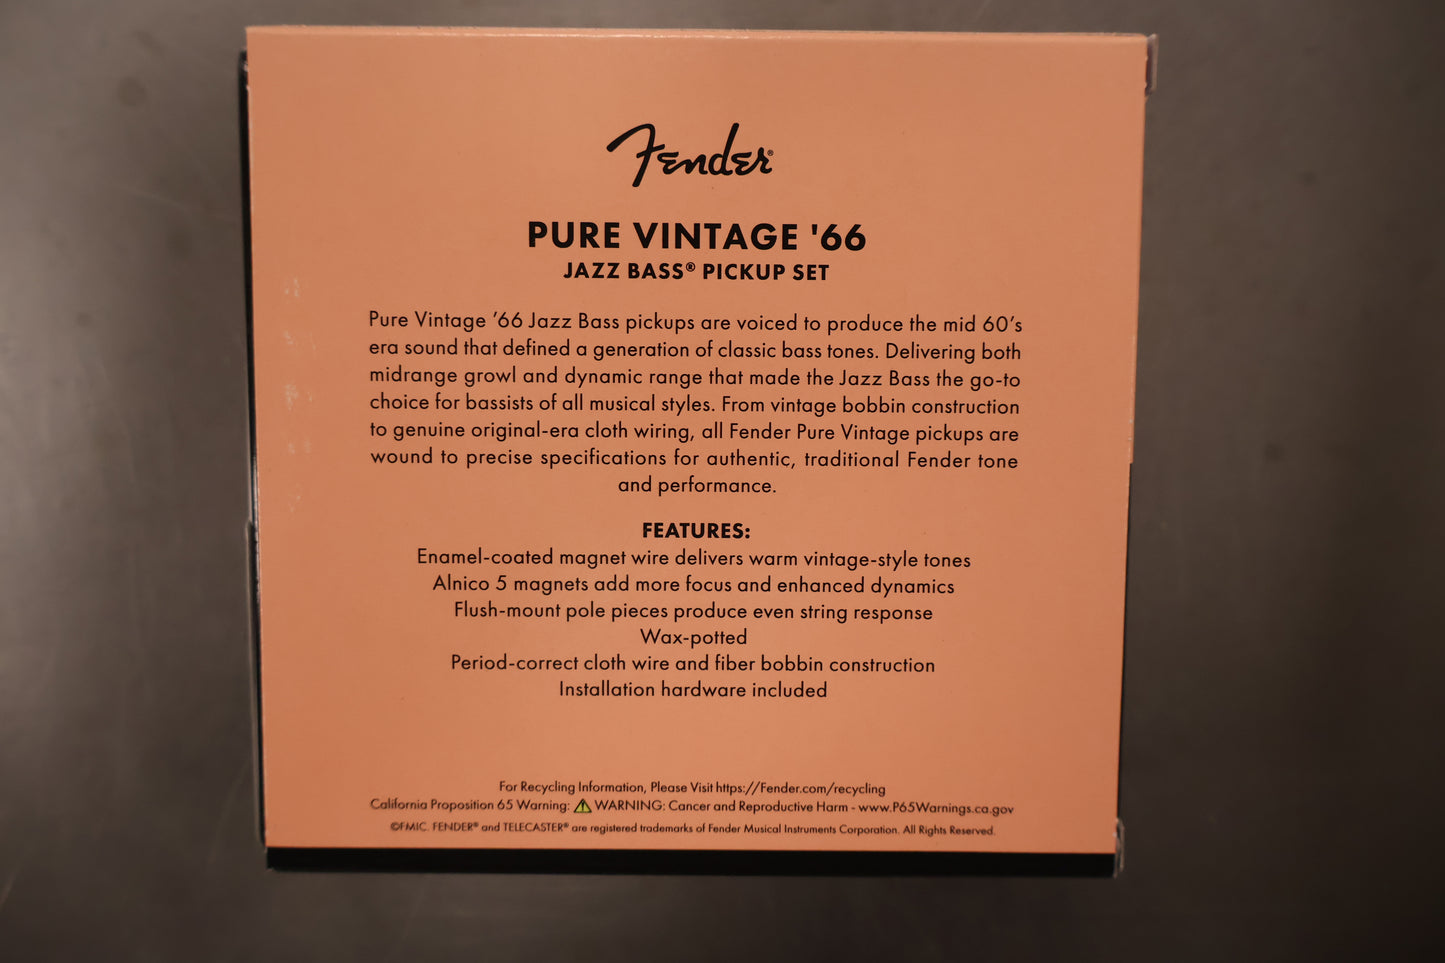 Fender®
PURE VINTAGE '66
JAZZ BASS® PICKUP SET
Pure Vintage ’66 Jazz Bass pickups are voiced to produce the mid 60’s
era sound that defined a generation of classic bass tones. Delivering both
midrange growl and dynamic range that made the Jazz Bass the go-to
choice for bassists of all musical styles. From vintage bobbin construction
to genuine original-era cloth wiring, all Fender Pure Vintage pickups are
wound to precise specifications for authentic, traditional Fender tone
and performance.
FEATURES:
Enamel-coated magnet wire delivers warm vintage-style tones
Alnico 5 magnets add more focus and enhanced dynamics
Flush-mount pole pieces produce even string response
Wax-potted
Period-correct cloth wire and fiber bobbin construction
Installation hardware included
For Recycling Information, Please Visit https://Fender.com/recycling
California Proposition 65 Warning: ⚠ WARNING: Cancer and Reproductive Harm - www.P65Warnings.ca.gov
©FMIC. FENDER® and TELECASTER® are registered trademarks of Fender Musical Instruments Corporation. All Rights Reserved.